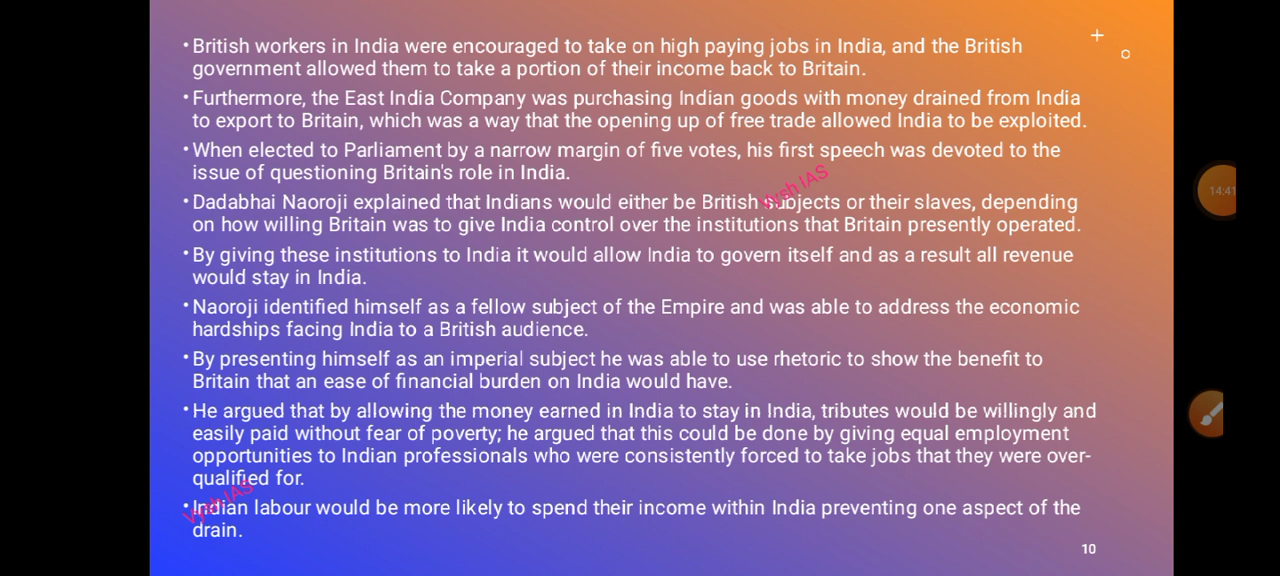 • British workers in India were encouraged to take on high paying jobs in India, and the British
government allowed them to take a portion of their income back to Britain.
• Furthermore, the East India Company was purchasing Indian goods with money drained from India
to export to Britain, which was a way that the opening up of free trade allowed India to be exploited.
• When elected to Parliament by a narrow margin of five votes, his first speech was devoted to the
issue of questioning Britain's role in India.
Vysh IAS
• Dadabhai Naoroji explained that Indians would either be British subjects or their slaves, depending
on how willing Britain was to give India control over the institutions that Britain presently operated.
14:41
• By giving these institutions to India it would allow India to govern itself and as a result all revenue
would stay in India.
• Naoroji identified himself as a fellow subject of the Empire and was able to address the economic
hardships facing India to a British audience.
• By presenting himself as an imperial subject he was able to use rhetoric to show the benefit to
Britain that an ease of financial burden on India would have.
• He argued that by allowing the money earned in India to stay in India, tributes would be willingly and
easily paid without fear of poverty; he argued that this could be done by giving equal employment
opportunities to Indian professionals who were consistently forced to take jobs that they were over-
qualified for.
Vysh IAS
• Indian labour would be more likely to spend their income within India preventing one aspect of the
drain.
10